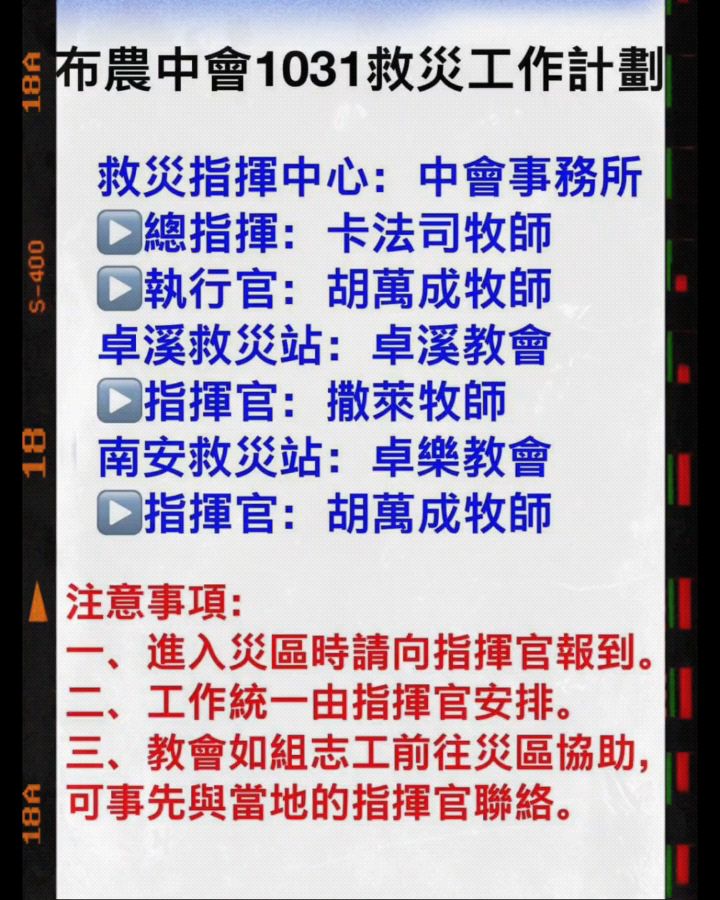 布農中會1031救災工作計劃
救災指揮中心：中會事務所
▶️總指揮：卡法司牧師
▶️執行官：胡萬成牧師
卓溪救災站：卓溪教會
▶️指揮官：撒萊牧師
南安救災站：卓樂教會
▶️指揮官：胡萬成牧師
注意事項：
一、進入災區時請向指揮官報到。
二、工作統一由指揮官安排。
三、教會如組志工前往災區協助，
可事先與當地的指揮官聯絡。
18A
S-400
18
18A